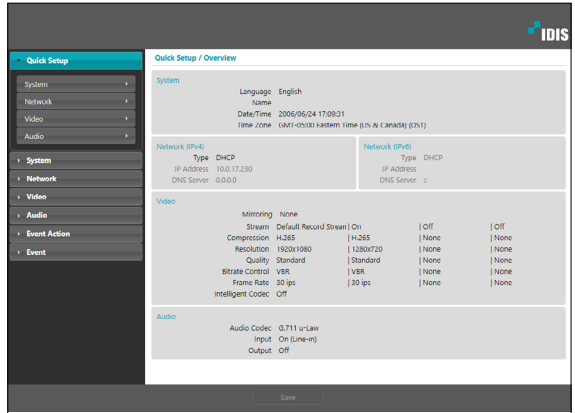 IDIS
Quick Setup
System
Network
Video
Audio
System
Network
Video
Audio
Event Action
Event
Quick Setup / Overview
System
Language English
Name
Date/Time 2006/06/24 17:09:31
Time Zone GMT-05:00 Eastern Time (US & Canada) (DST)
Network (IPv4)
Type DHCP
IP Address 10.0.17.230
DNS Server 0.0.0.0
Network (IPv6)
Type DHCP
IP Address
DNS Server ::
Video
Mirroring None
Stream Default Record Stream | On | Off | Off
Compression H.265 | H.265 | None | None
Resolution 1920x1080 | 1280x720 | None | None
Quality Standard | Standard | None | None
Bitrate Control VBR | VBR | None | None
Frame Rate 30 ips | 30 ips | None | None
Intelligent Codec Off
Audio
Audio Codec G.711 u-Law
Input On (Line-in)
Output Off
Save